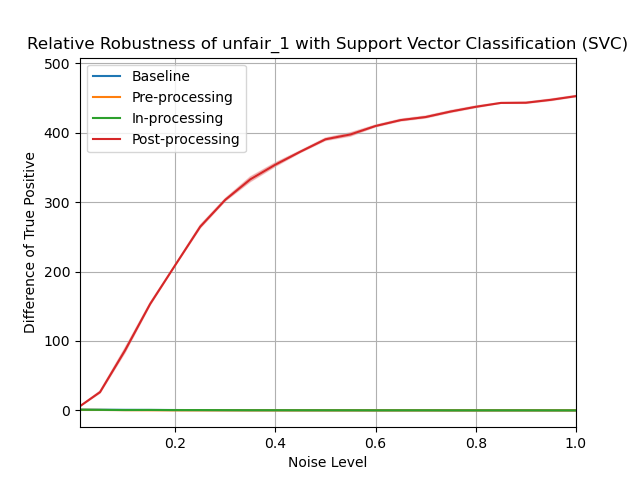 Relative Robustness of unfair_1 with Support Vector Classification (SVC)
Difference of True Positive
500
400
300
200
100
0
Baseline
Pre-processing
In-processing
Post-processing
0.2 0.4 0.6 0.8 1.0
Noise Level